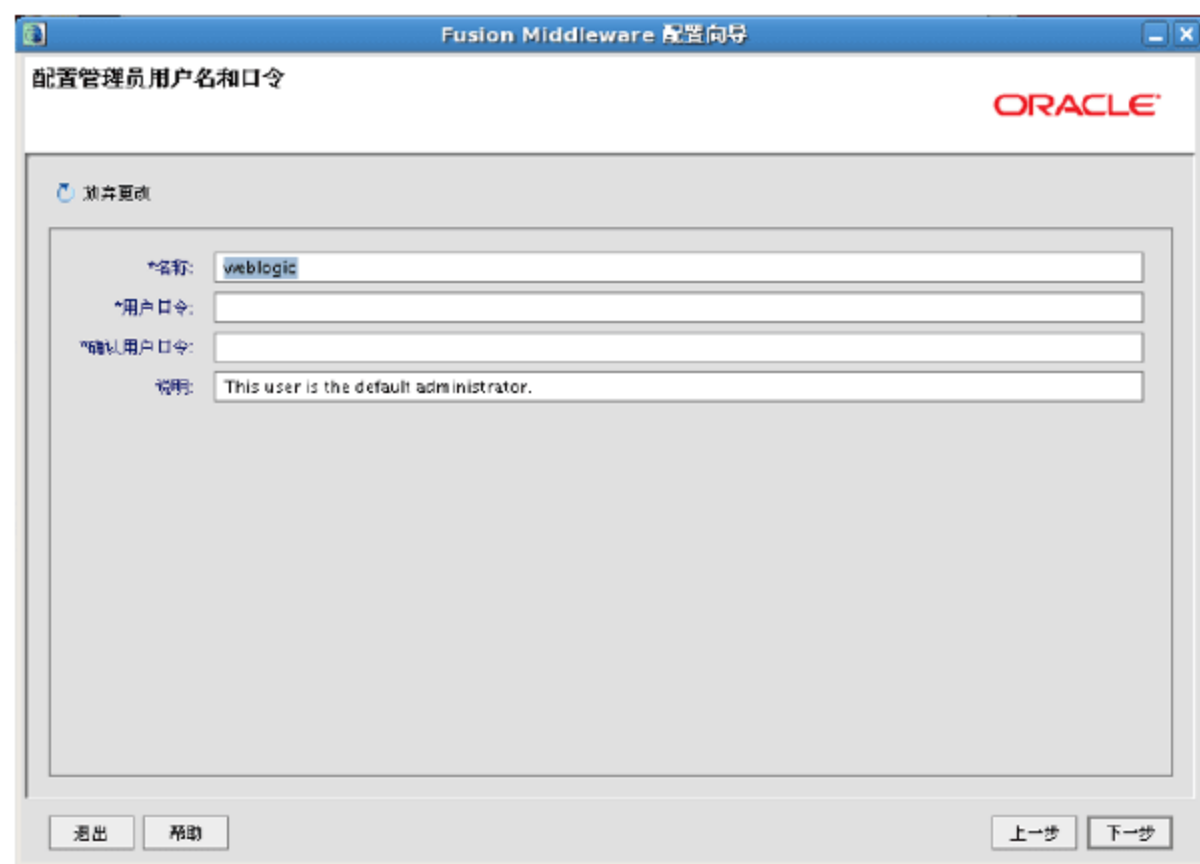 Fusion Middleware 配置向导
配置管理员用户名和口令
ORACLE
放弃更改
*名称: weblogic
*用户口令:
*确认用户口令:
说明: This user is the default administrator.
退出 帮助 上一步 下一步